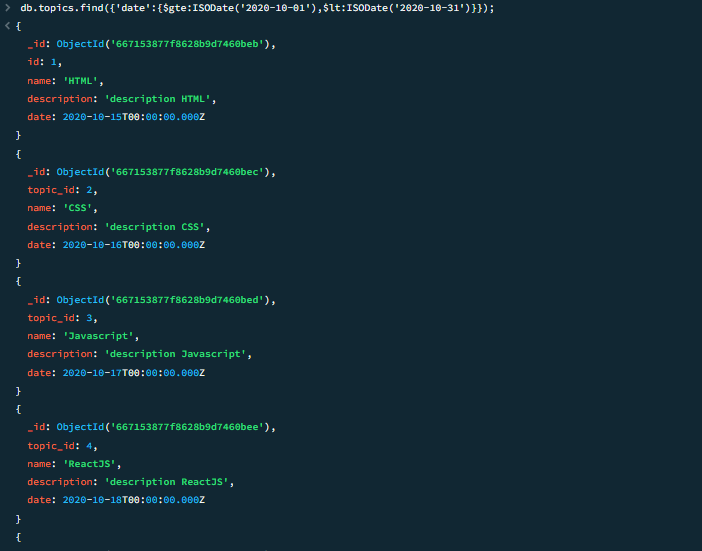 > db.topics.find({'date':{$gte:ISODate('2020-10-01'),$lt:ISODate('2020-10-31')}});
< {
_id: ObjectId('667153877f8628b9d7460beb'),
id: 1,
name: 'HTML',
description: 'description HTML',
date: 2020-10-15T00:00:00.000Z
}
{
_id: ObjectId('667153877f8628b9d7460bec'),
topic_id: 2,
name: 'CSS',
description: 'description CSS',
date: 2020-10-16T00:00:00.000Z
}
{
_id: ObjectId('667153877f8628b9d7460bed'),
topic_id: 3,
name: 'Javascript',
description: 'description Javascript',
date: 2020-10-17T00:00:00.000Z
}
{
_id: ObjectId('667153877f8628b9d7460bee'),
topic_id: 4,
name: 'ReactJS',
description: 'description ReactJS',
date: 2020-10-18T00:00:00.000Z
}
{